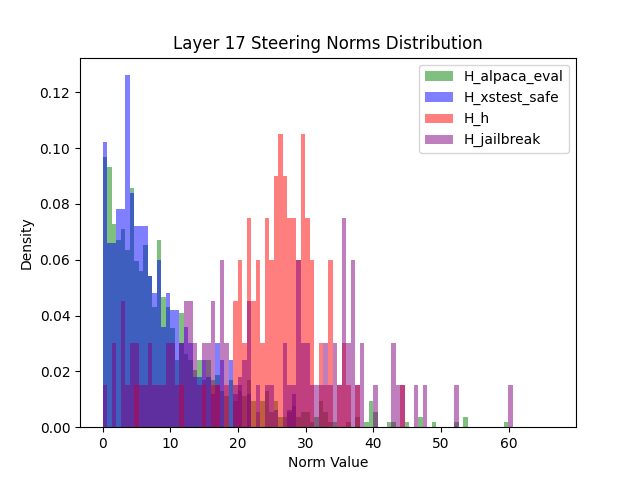 Layer 17 Steering Norms Distribution
H_alpaca_eval
H_xstest_safe
H_h
H_jailbreak
Density
0.12
0.10
0.08
0.06
0.04
0.02
0.00
0 10 20 30 40 50 60
Norm Value